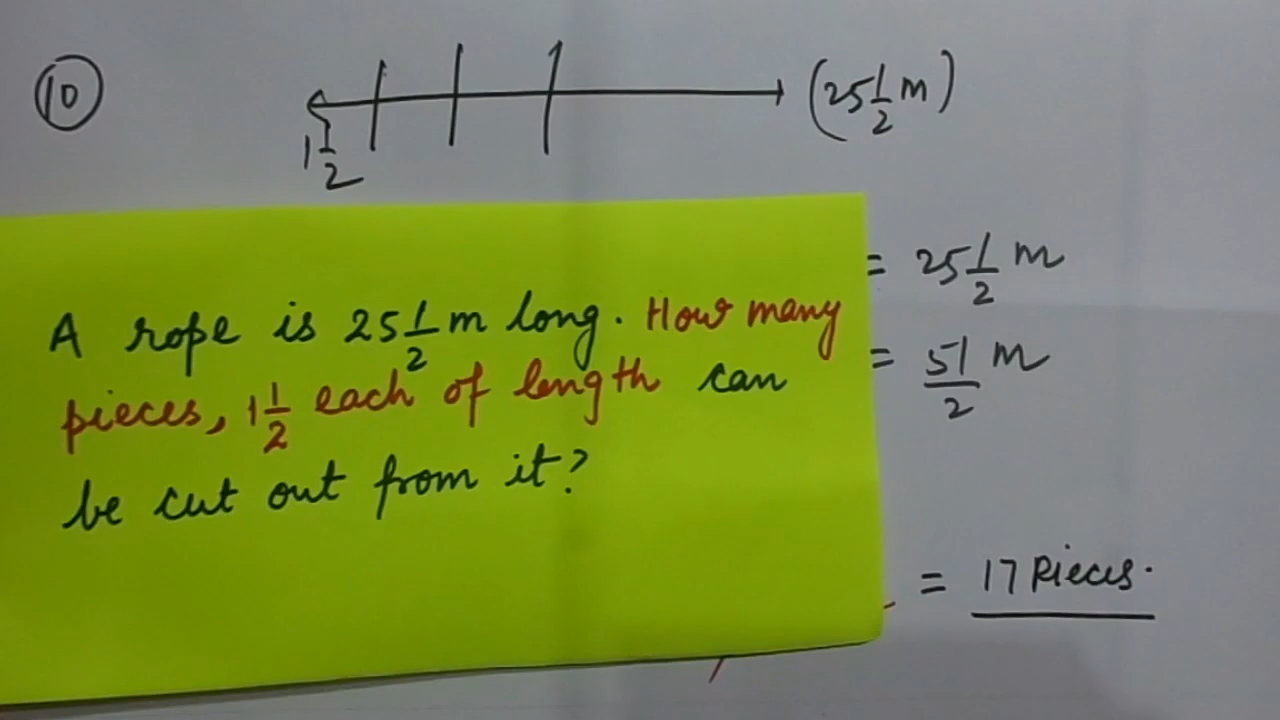 10
(25 1/2 m)
1 1/2
= 25 1/2 m
A rope is 25 1/2 m long. How many
= 51/2 m
pieces, 1 1/2 each of length can
be cut out from it?
= 17 Pieces.